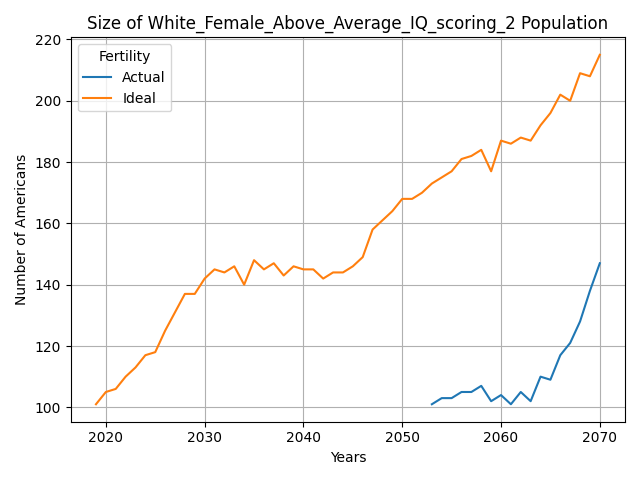 Size of White_Female_Above_Average_IQ_scoring_2 Population
Fertility
Actual
Ideal
Number of Americans
220
200
180
160
140
120
100
2020 2030 2040 2050 2060 2070
Years